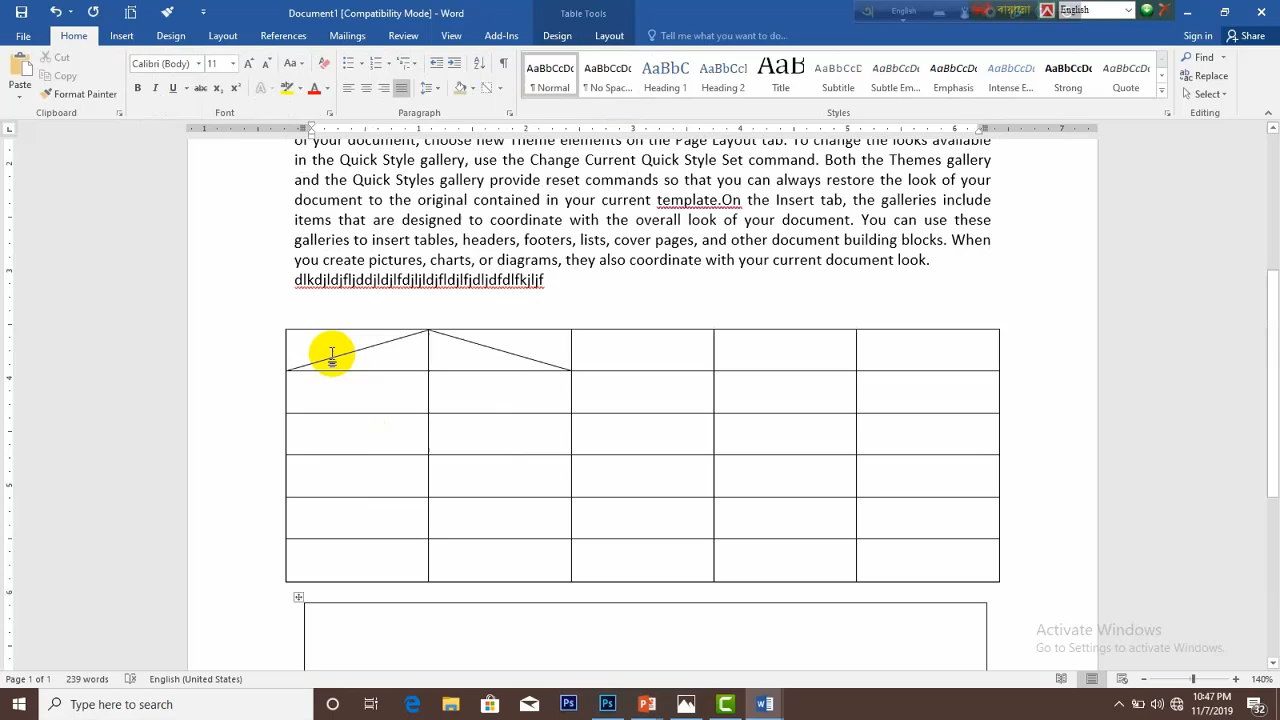 Document1 [Compatibility Mode] - Word
Table Tools
English
English
File
Home
Insert
Design
Layout
References
Mailings
Review
View
Add-Ins
Design
Layout
Tell me what you want to do...
Share
Cut
Copy
Format Painter
Paste
Clipboard
Calibri (Body)
11
Font
Paragraph
AaBbCcDc
¶ Normal
AaBbCcDc
¶ No Spac...
AaBbC
Heading 1
AaBbCcI
Heading 2
AaB
Title
AaBbCcDc
Subtitle
AaBbCcDc
Subtle Em...
AaBbCcDc
Emphasis
AaBbCcDc
Intense E...
AaBbCcDc
Strong
AaBbCcDc
Quote
Styles
Find
Replace
Select
Editing
of your document, choose new Theme elements on the Page Layout tab. To change the looks available
in the Quick Style gallery, use the Change Current Quick Style Set command. Both the Themes gallery
and the Quick Styles gallery provide reset commands so that you can always restore the look of your
document to the original contained in your current template.On the Insert tab, the galleries include
items that are designed to coordinate with the overall look of your document. You can use these
galleries to insert tables, headers, footers, lists, cover pages, and other document building blocks. When
you create pictures, charts, or diagrams, they also coordinate with your current document look.
Activate Windows
Go to Settings to activate Windows.
Page 1 of 1
239 words
English (United States)
140%
Type here to search
10:47 PM
11/7/2019
32